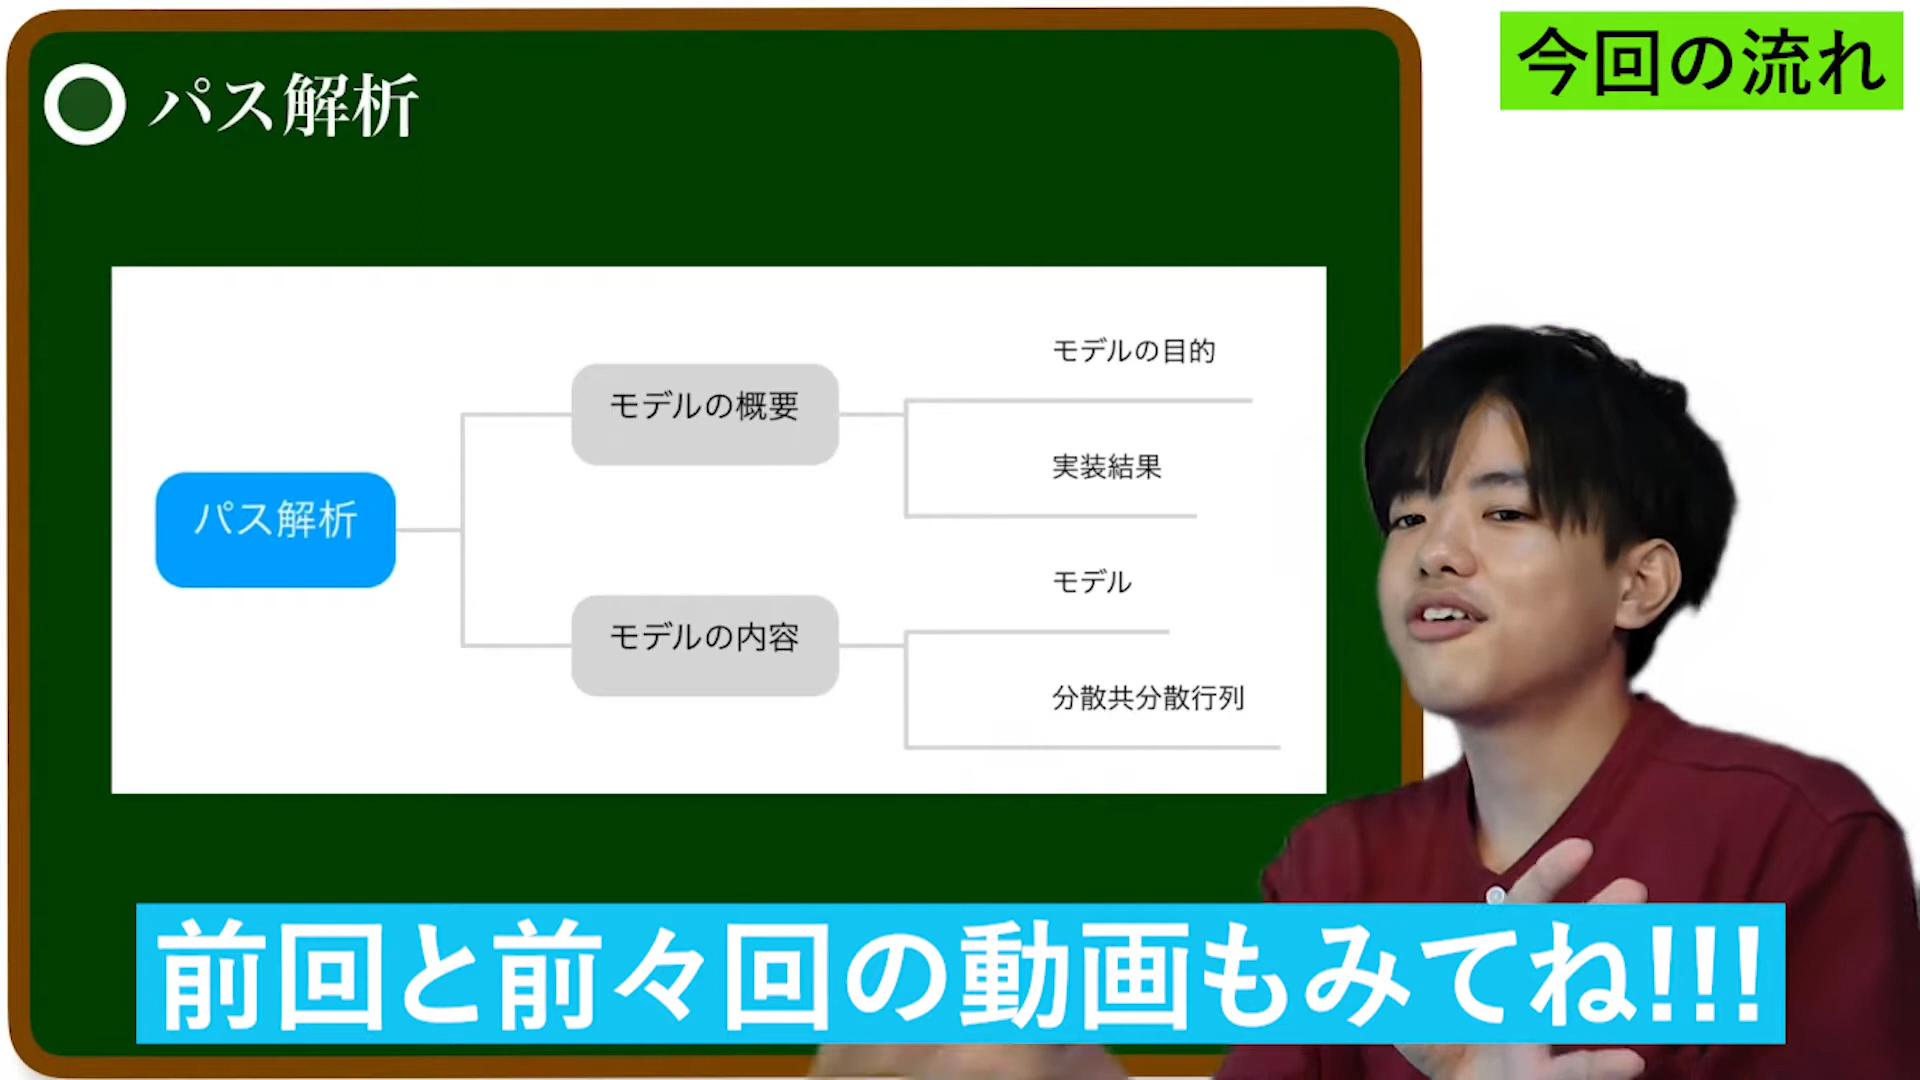 パス解析
今回の流れ
パス解析
モデルの概要
モデルの目的
実装結果
モデルの内容
モデル
分散共分散行列
前回と前々回の動画もみてね!!!